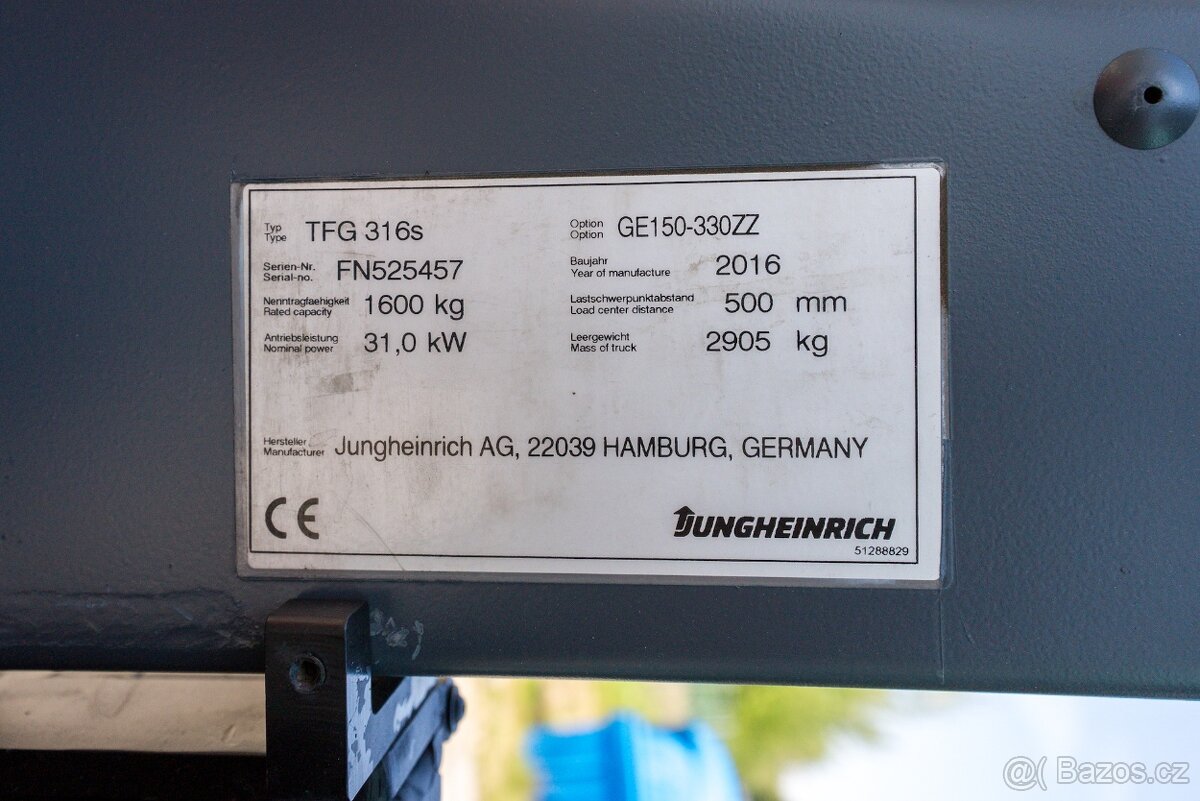 Typ
Type TFG 316s
Option
Option GE150-330ZZ
Serien-Nr.
Serial-no. FN525457
Baujahr
Year of manufacture 2016
Nenntragfaehigkeit
Rated capacity 1600 kg
Lastschwerpunktabstand
Load center distance 500 mm
Antriebsleistung
Nominal power 31,0 kW
Leergewicht
Mass of truck 2905 kg
Hersteller
Manufacturer Jungheinrich AG, 22039 HAMBURG, GERMANY
CE
JUNGHEINRICH
51288829
@( Bazos.cz